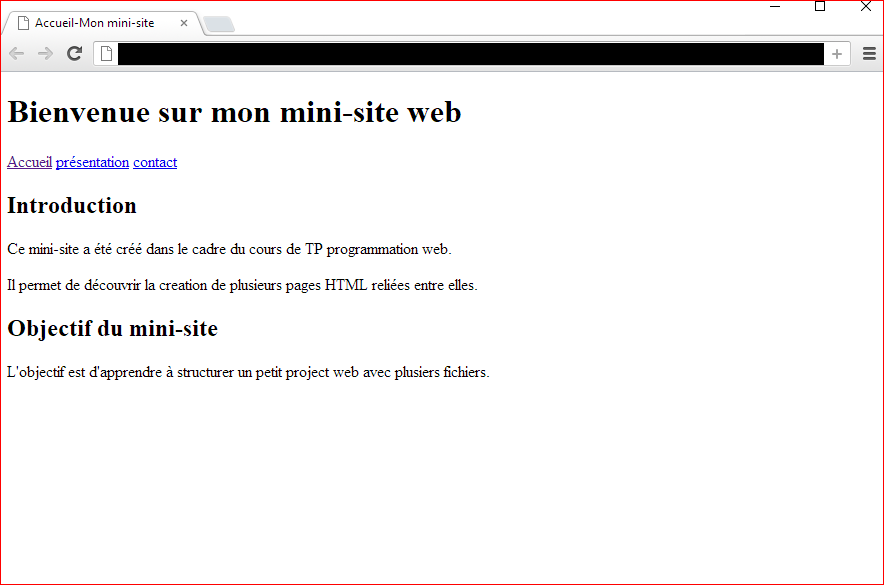 Accueil-Mon mini-site
Bienvenue sur mon mini-site web
Accueil présentation contact
Introduction
Ce mini-site a été créé dans le cadre du cours de TP programmation web.
Il permet de découvrir la creation de plusieurs pages HTML reliées entre elles.
Objectif du mini-site
L'objectif est d'apprendre à structurer un petit project web avec plusiers fichiers.